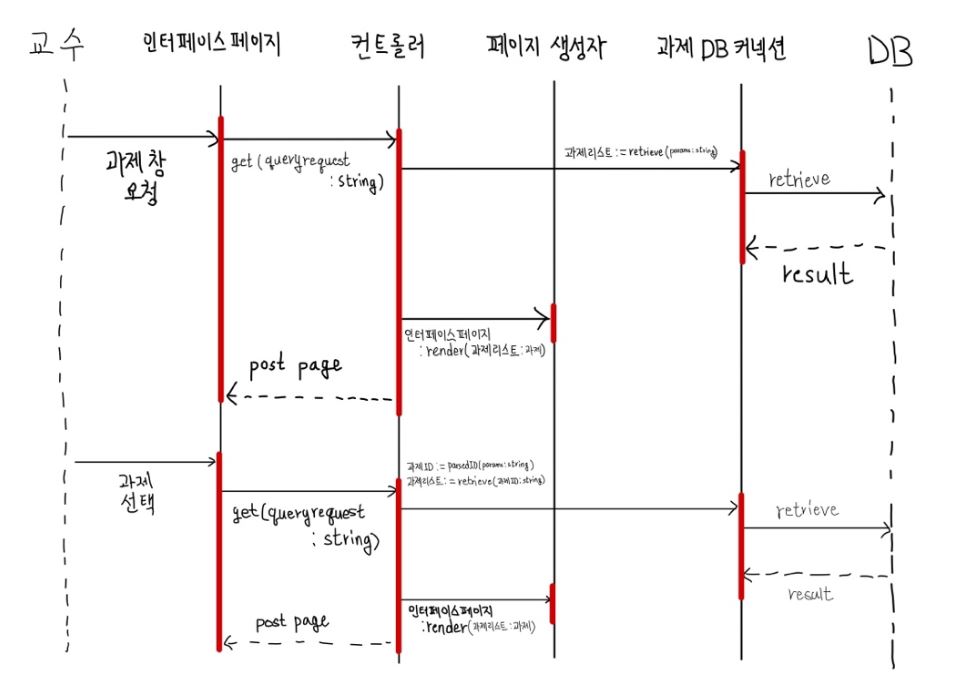 교수
인터페이스페이지
컨트롤러
페이지 생성자
과제 DB 커넥션
DB
과제 창
요청
get(queryrequest
:string)
과제리스트:=retrieve(params:string)
retrieve
result
인터페이스페이지
:render(과제리스트:과제)
post page
과제
선택
get(queryrequest
:string)
과제ID:=parsedID(params:string)
과제리스트:=retrieve(과제ID:string)
retrieve
result
인터페이스페이지
:render(과제리스트:과제)
post page